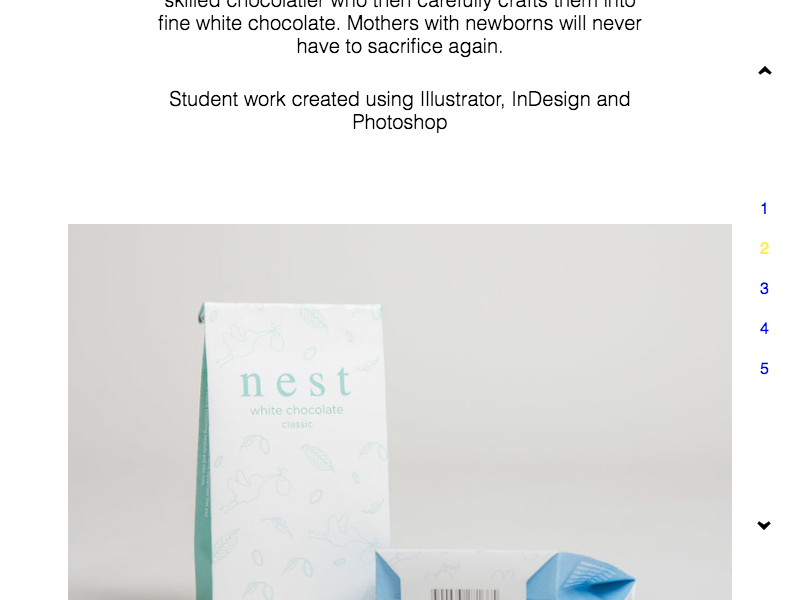 skilled chocolatier who then carefully crafts them into
fine white chocolate. Mothers with newborns will never
have to sacrifice again.
Student work created using Illustrator, InDesign and
Photoshop
1
2
3
4
5
nest
white chocolate
classic